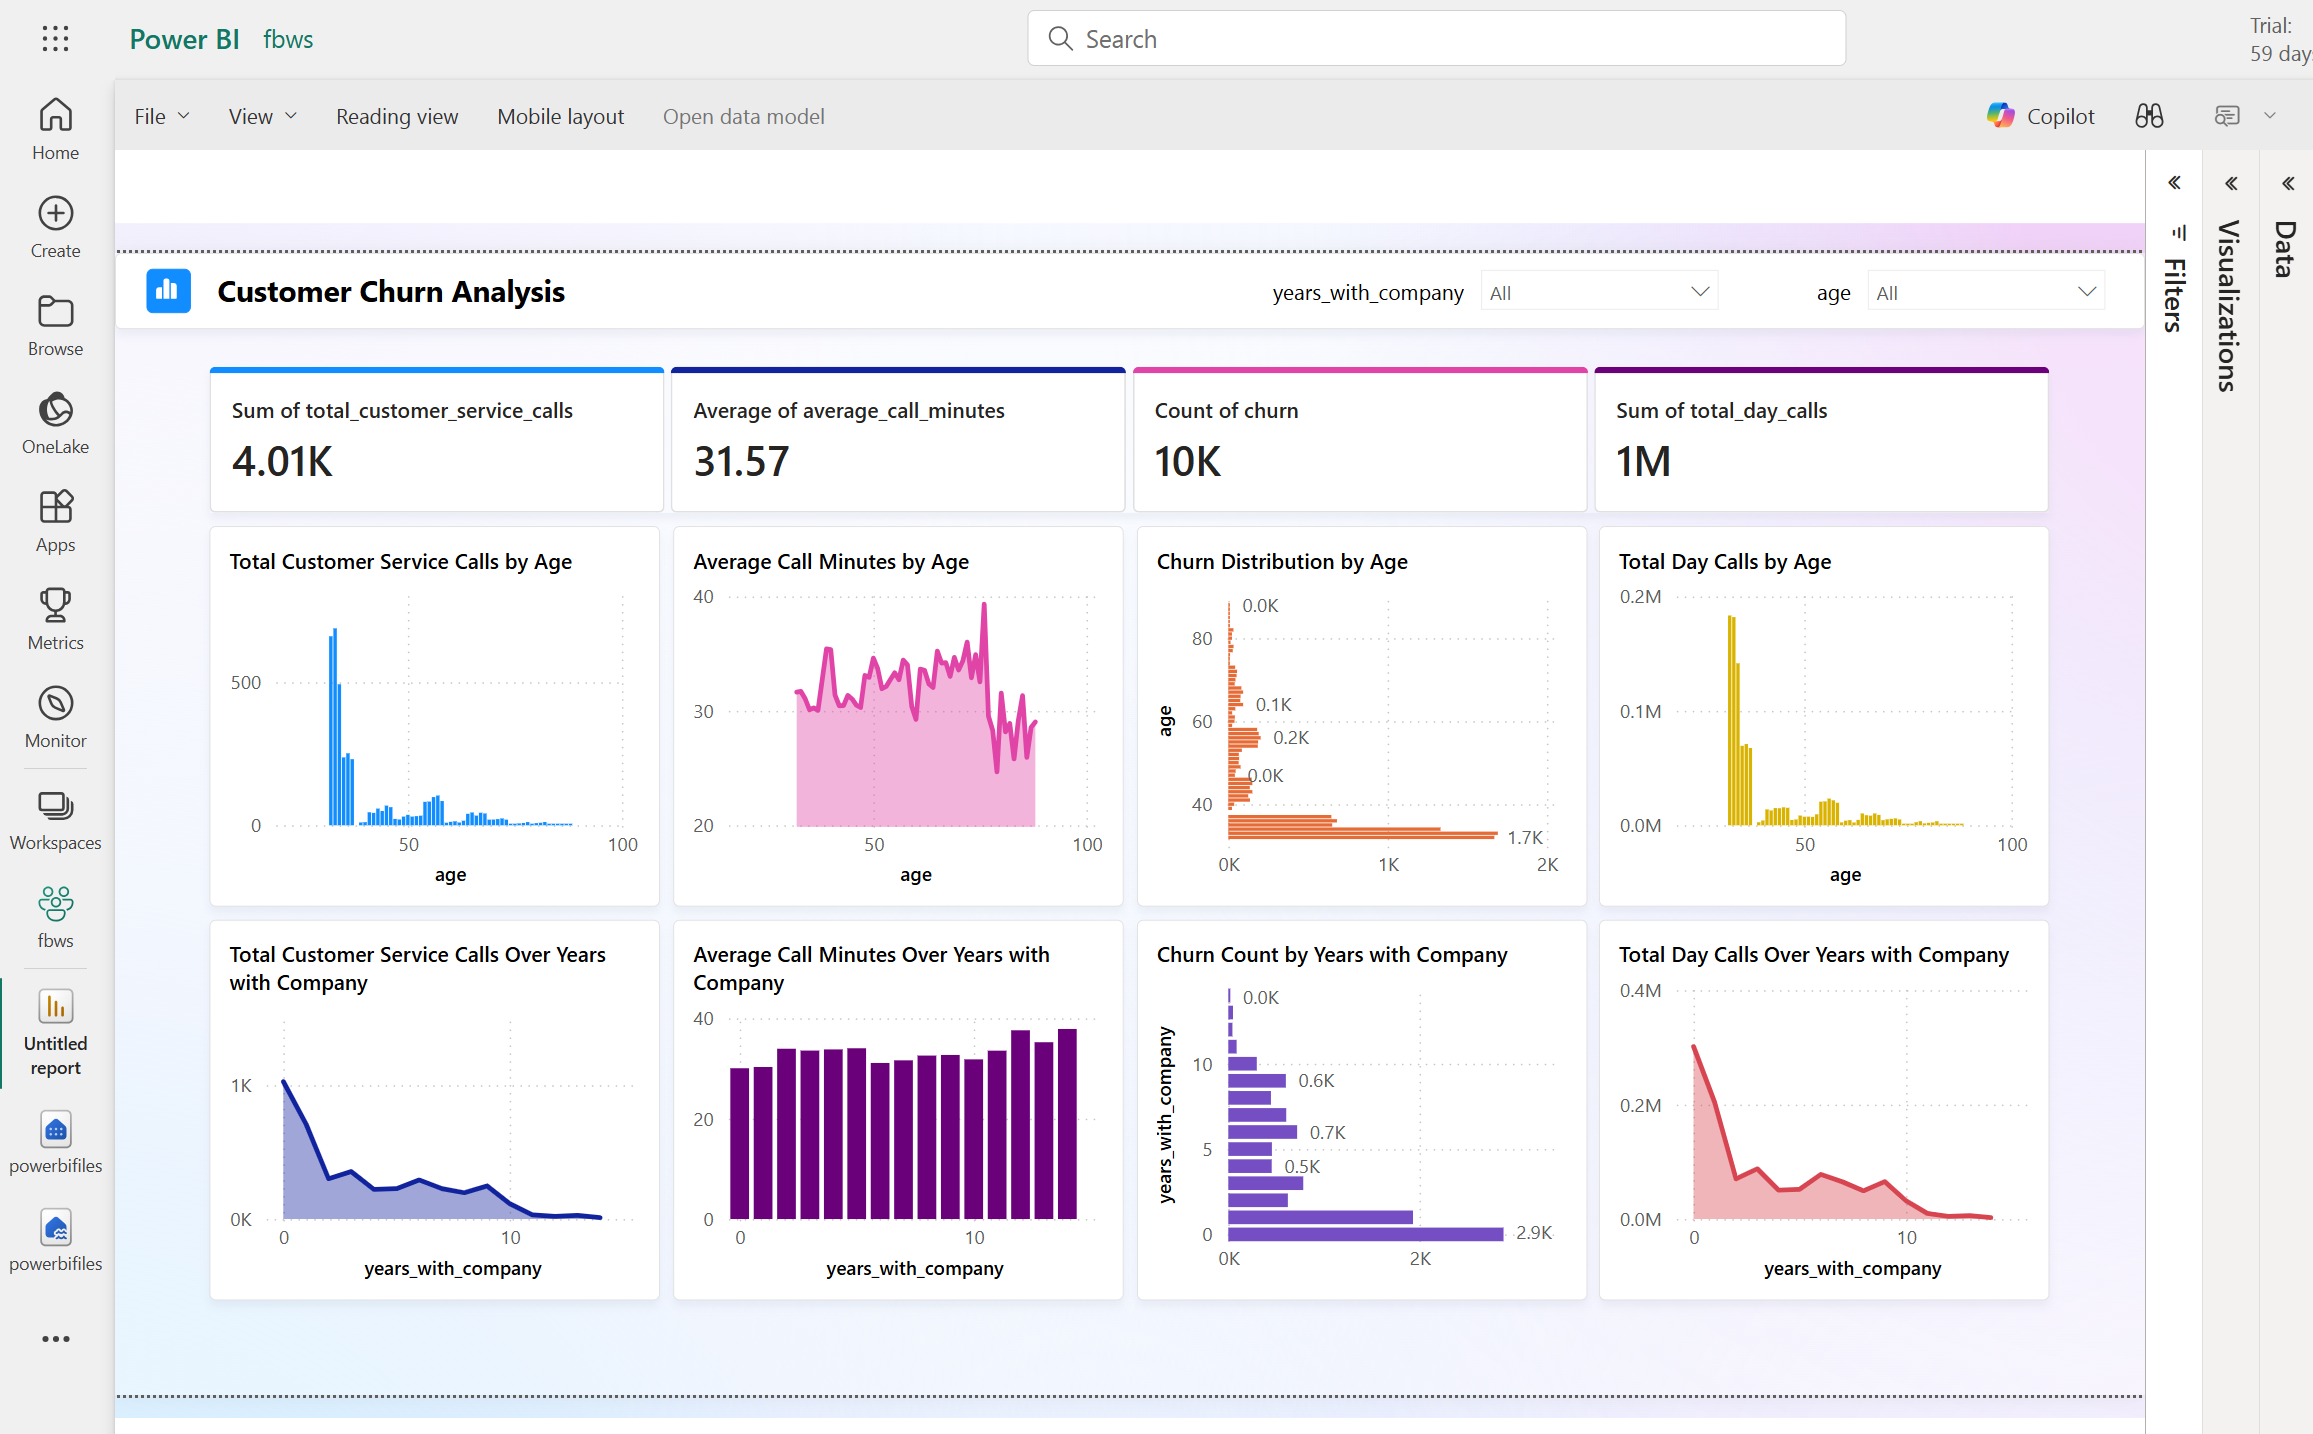 Power BI fbws
Search
Trial:
59 days
File View Reading view Mobile layout Open data model
Copilot
Home
Create
Browse
OneLake
Apps
Metrics
Monitor
Workspaces
fbws
Untitled
report
powerbifiles
powerbifiles
Filters
Visualizations
Data
Customer Churn Analysis
years_with_company All
age All
Sum of total_customer_service_calls
4.01K
Average of average_call_minutes
31.57
Count of churn
10K
Sum of total_day_calls
1M
Total Customer Service Calls by Age
500
0
50 100
age
Average Call Minutes by Age
40
30
20
50 100
age
Churn Distribution by Age
0.0K
80
0.1K
60
0.2K
0.0K
40
1.7K
0K 1K 2K
age
Total Day Calls by Age
0.2M
0.1M
0.0M
50 100
age
Total Customer Service Calls Over Years
with Company
1K
0K
0 10
years_with_company
Average Call Minutes Over Years with
Company
40
20
0
0 10
years_with_company
Churn Count by Years with Company
0.0K
10
0.6K
0.7K
5
0.5K
0
2.9K
0K 2K
years_with_company
Total Day Calls Over Years with Company
0.4M
0.2M
0.0M
0 10
years_with_company